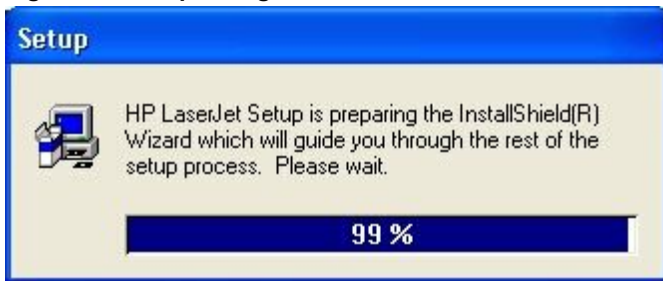 Setup
HP LaserJet Setup is preparing the InstallShield(R)
Wizard which will guide you through the rest of the
setup process.  Please wait.
99 %